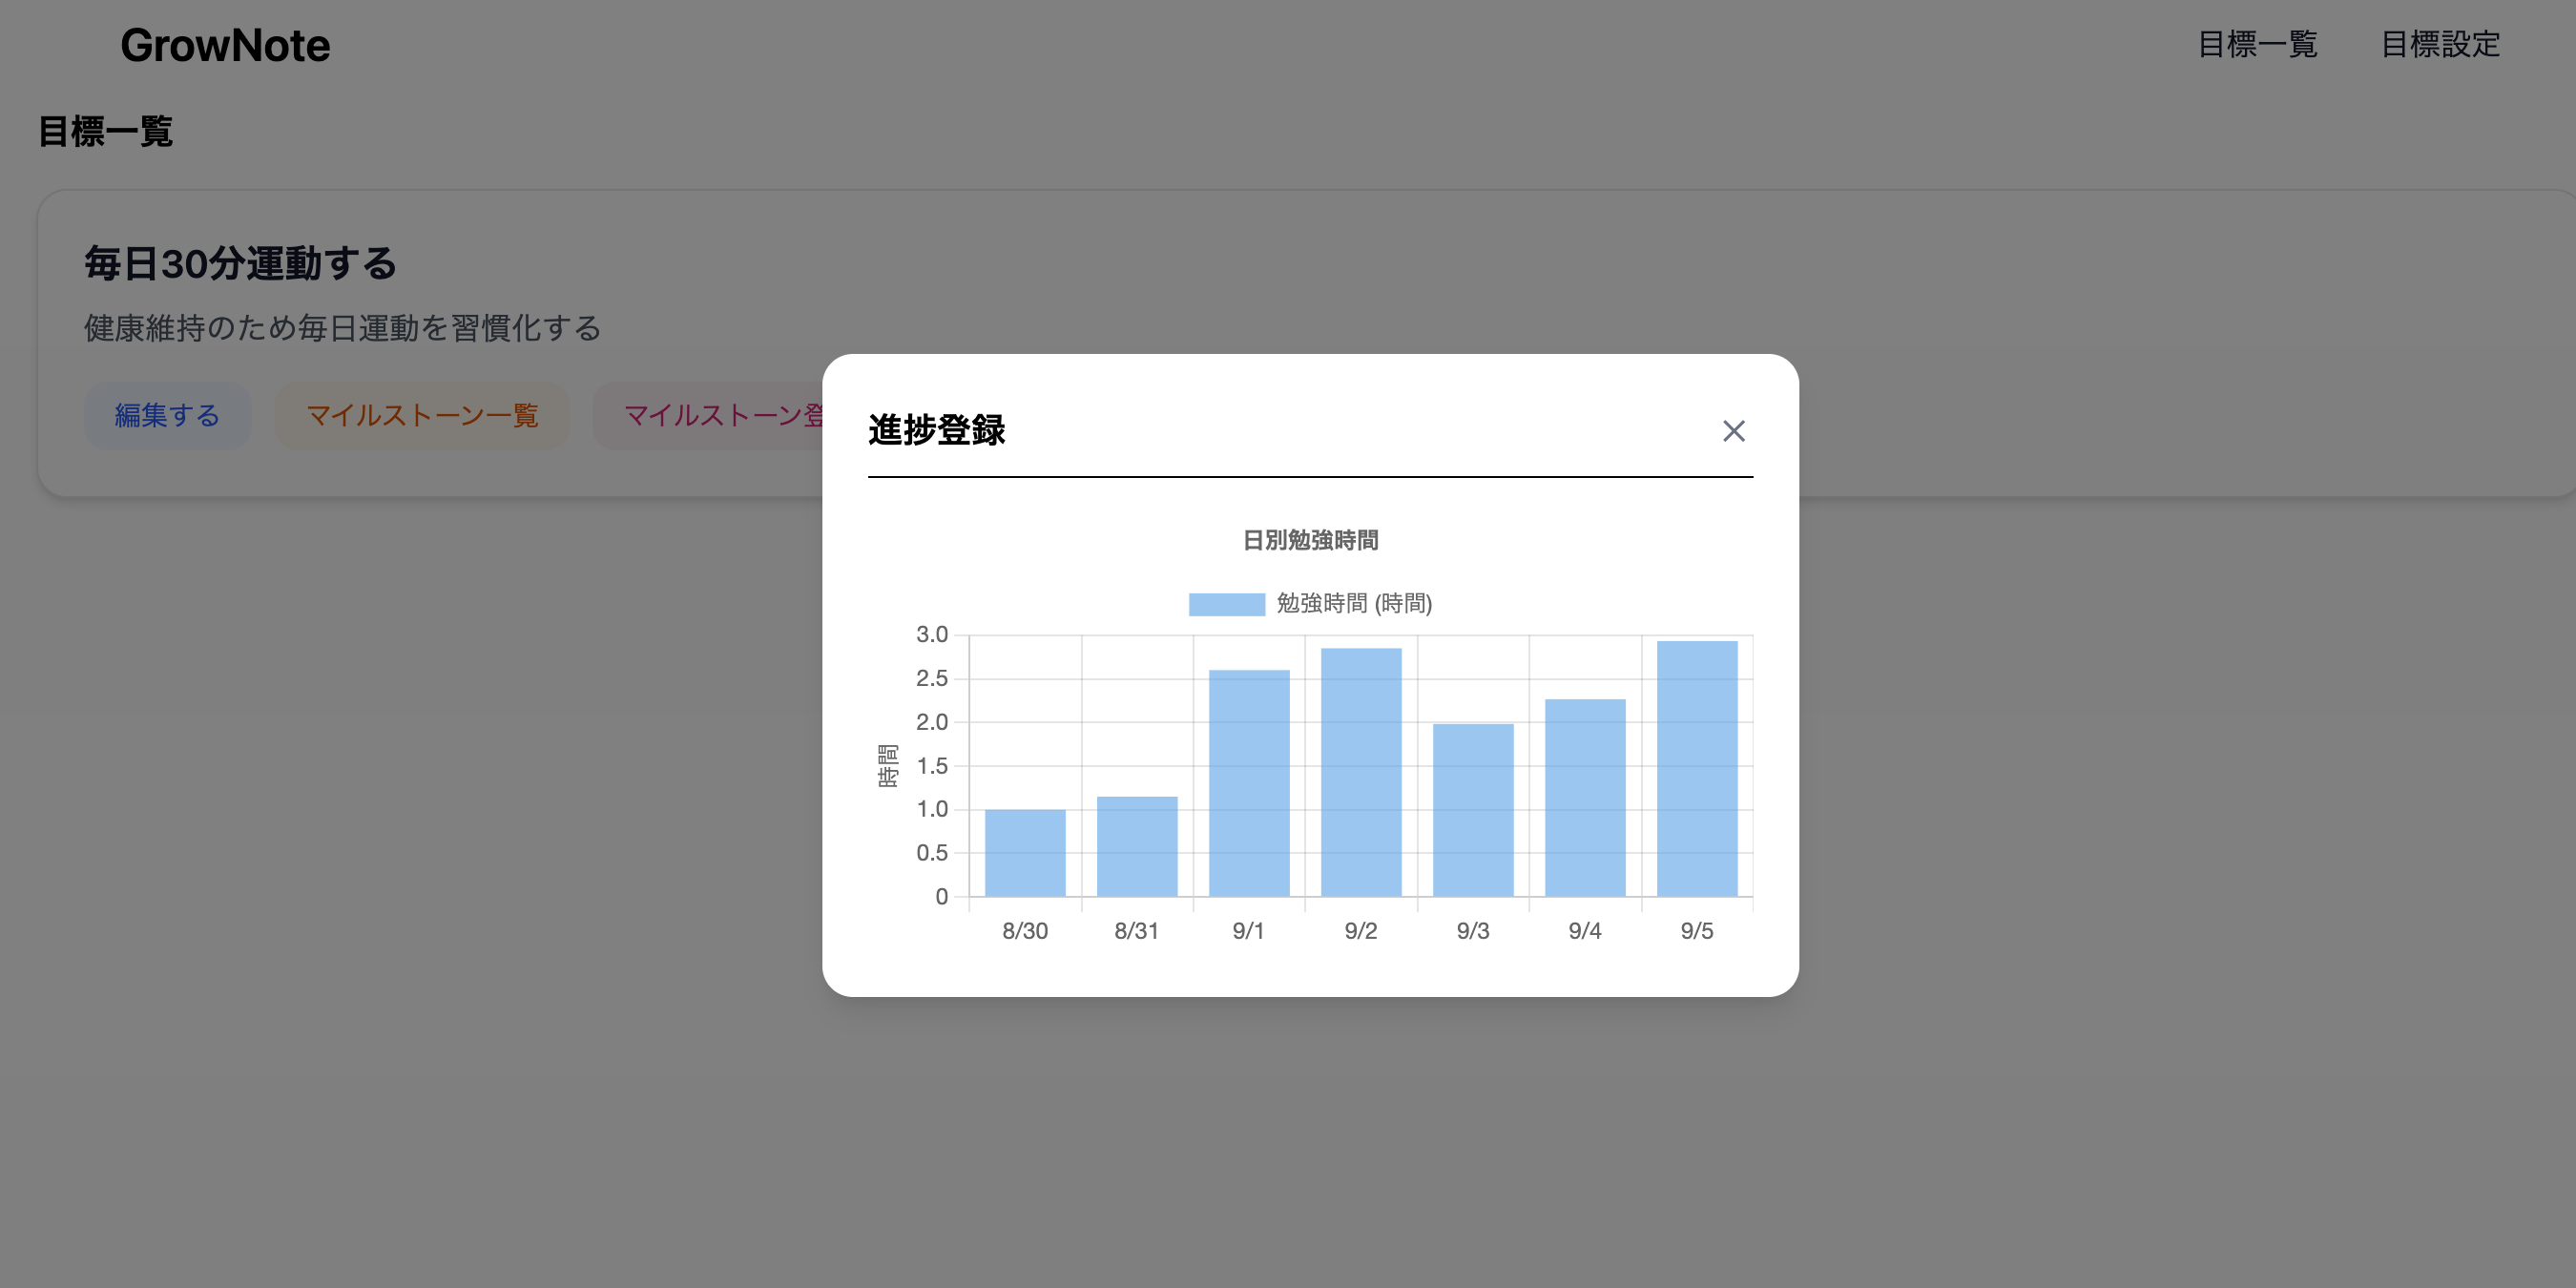 GrowNote
目標一覧 目標設定
目標一覧
毎日30分運動する
健康維持のため毎日運動を習慣化する
編集する マイルストーン一覧 マイルストーン登
進捗登録
日別勉強時間
勉強時間 (時間)
時間
3.0
2.5
2.0
1.5
1.0
0.5
0
8/30 8/31 9/1 9/2 9/3 9/4 9/5